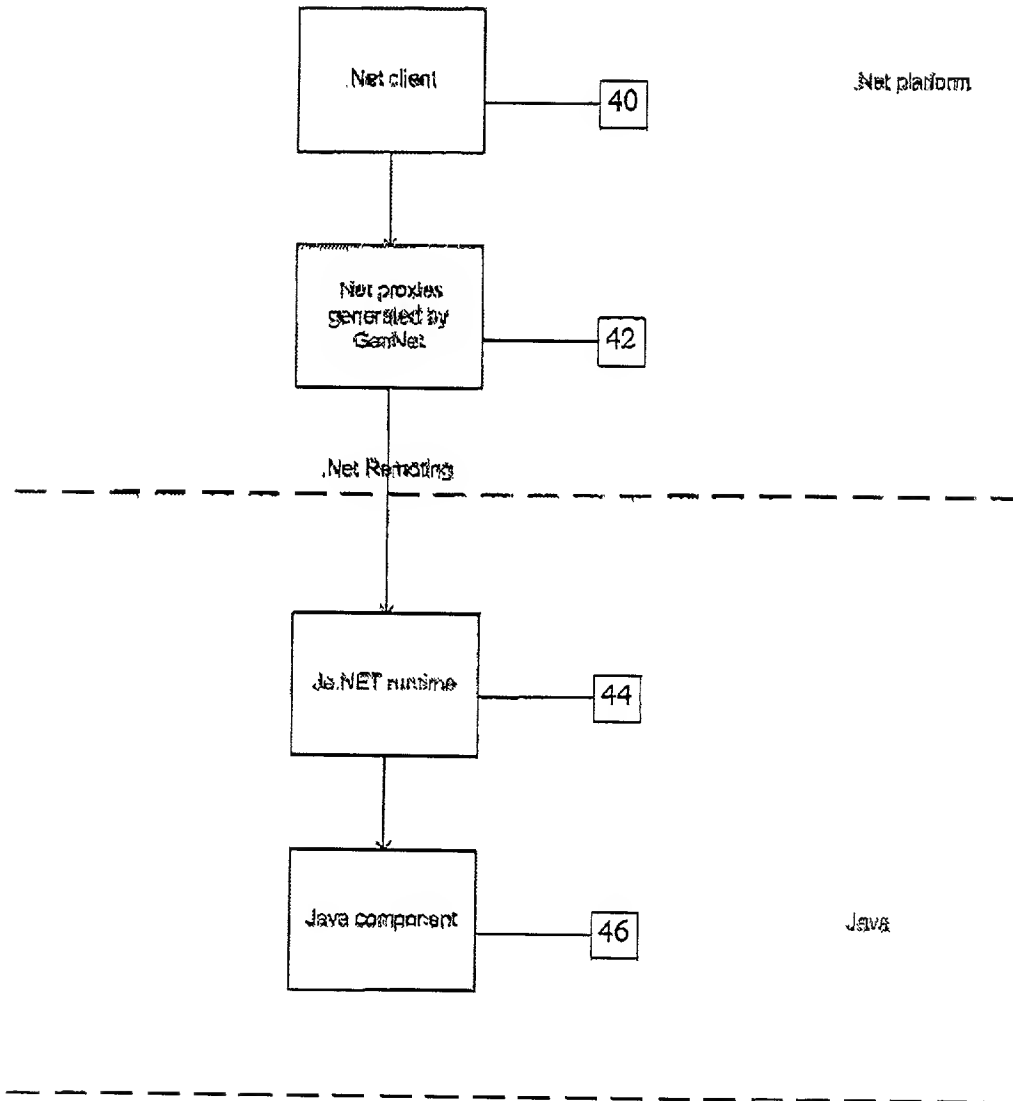 .Net client
40
.Net platform
Net proxies
generated by
GenNet
42
.Net Remoting
Ja.NET runtime
44
Java component
46
Java